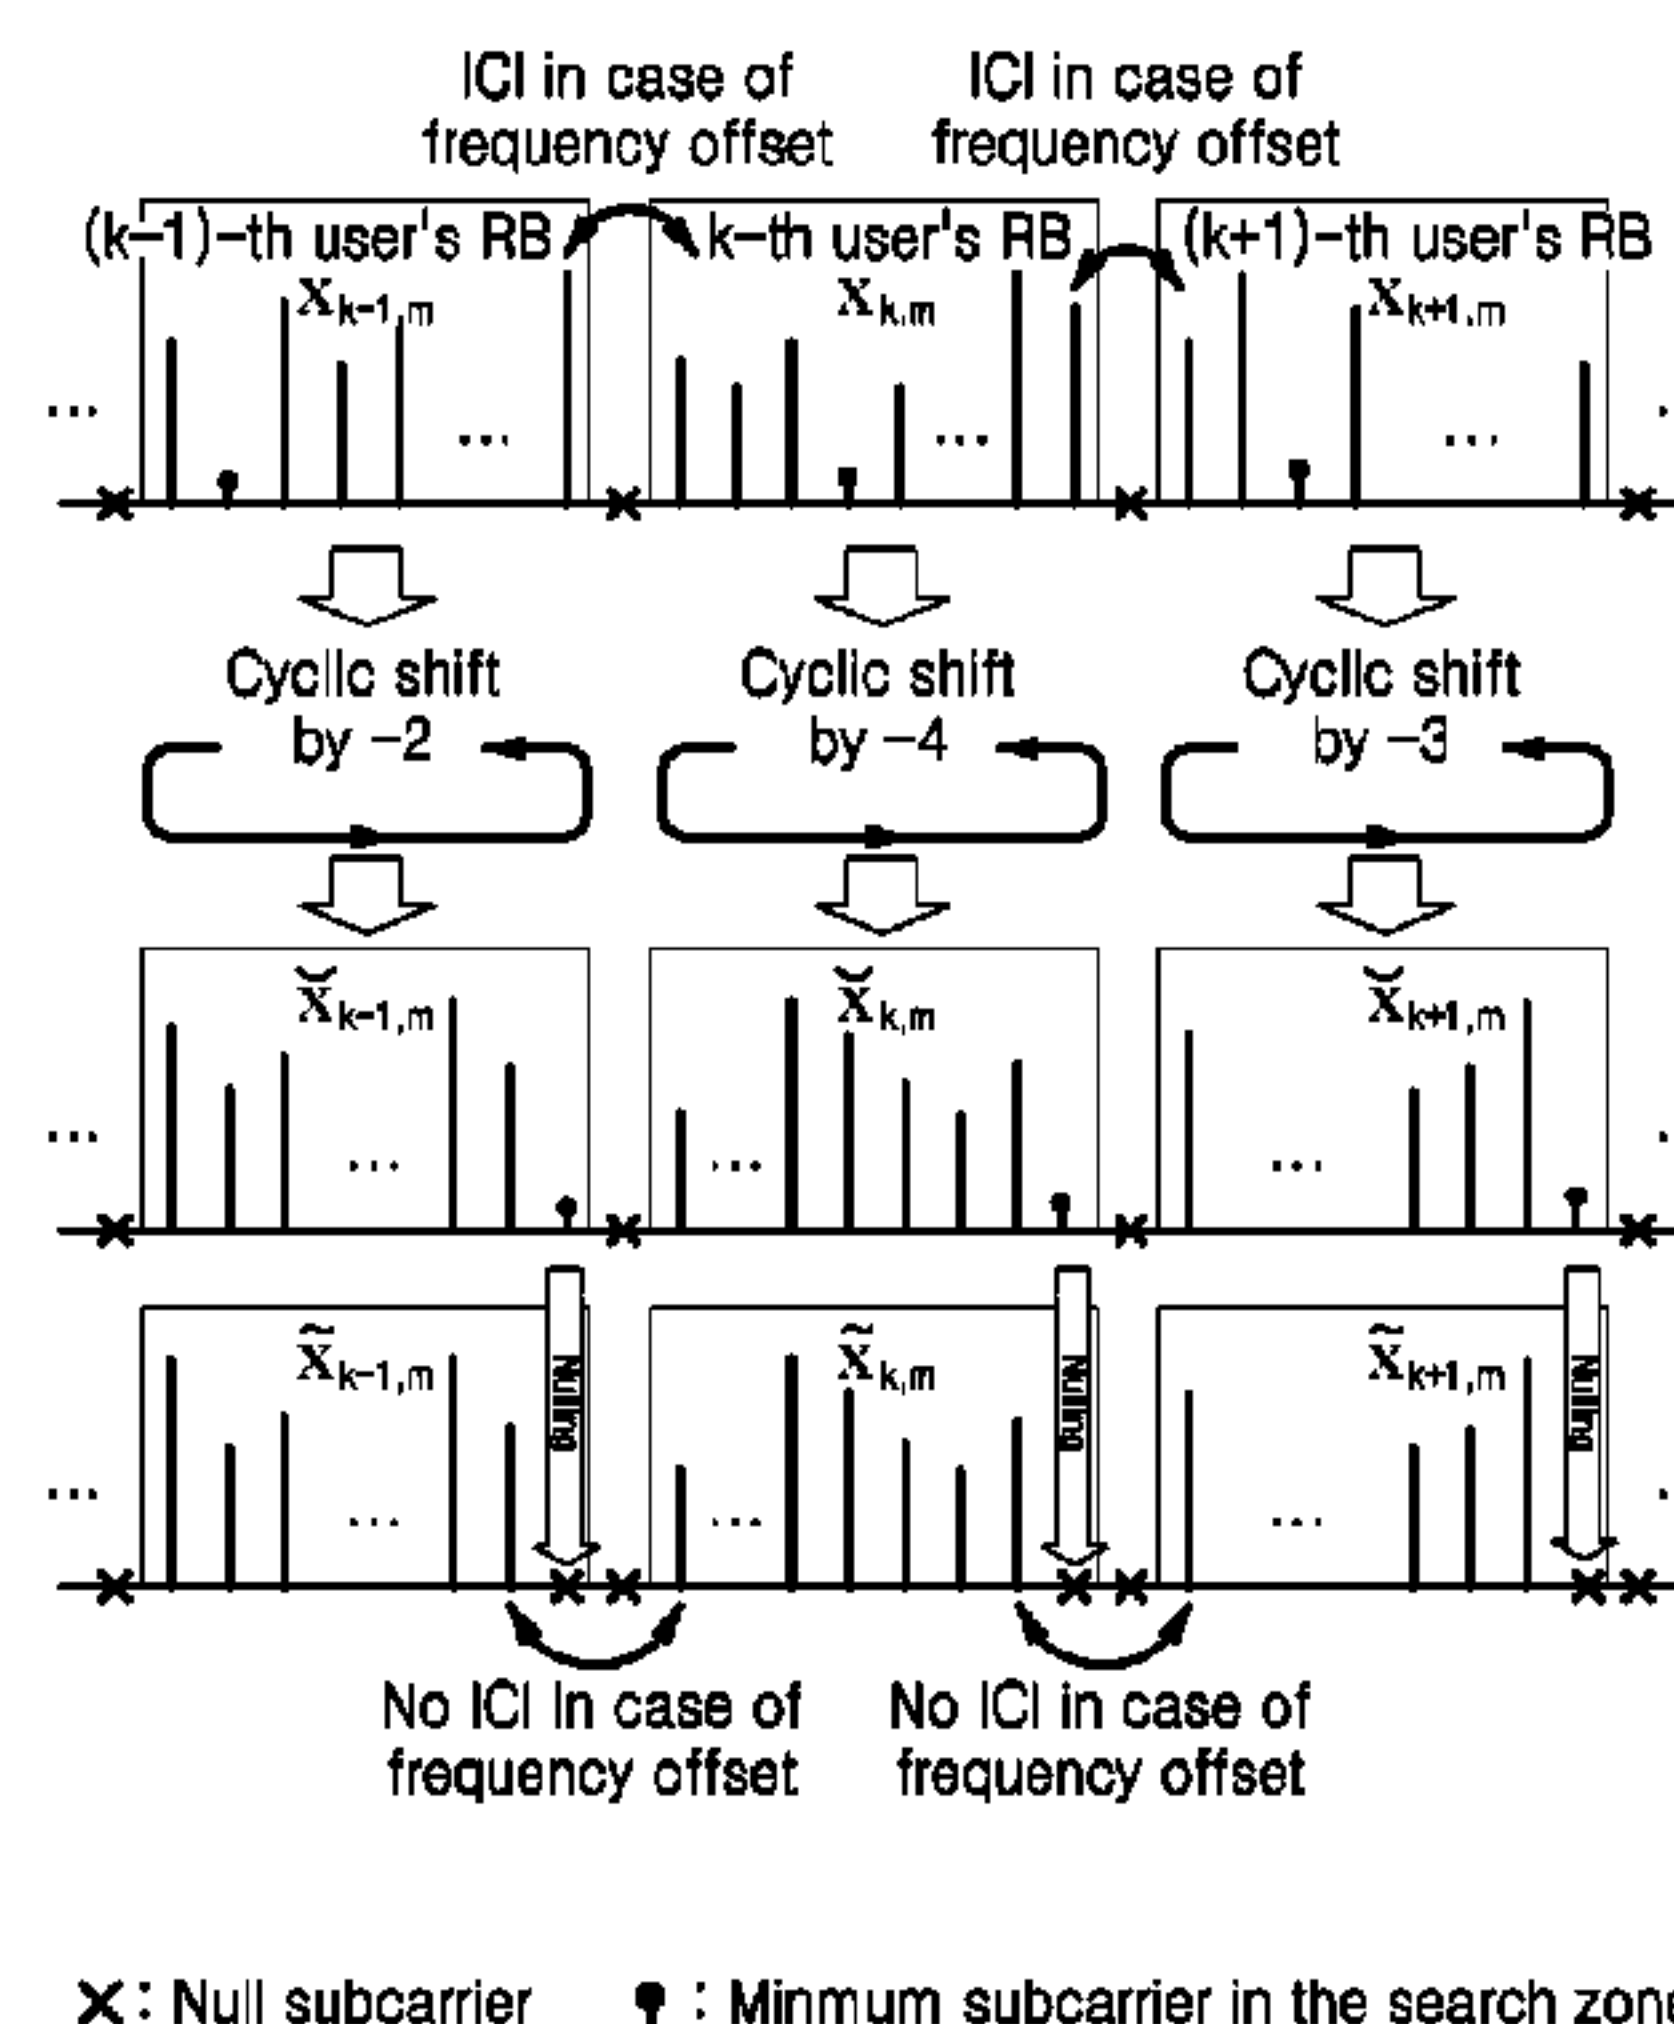 ICI in case of frequency offset
ICI in case of frequency offset
(k-1)-th user's RB
k-th user's RB
(k+1)-th user's RB
X k-1,m
X k,m
X k+1,m
...
...
...
...
Cyclic shift by -2
Cyclic shift by -4
Cyclic shift by -3
x̆ k-1,m
x̆ k,m
x̆ k+1,m
...
...
...
...
x̃ k-1,m
x̃ k,m
x̃ k+1,m
Nulling
Nulling
Nulling
...
...
...
...
No ICI in case of frequency offset
No ICI in case of frequency offset
X : Null subcarrier
: Minmum subcarrier in the search zone